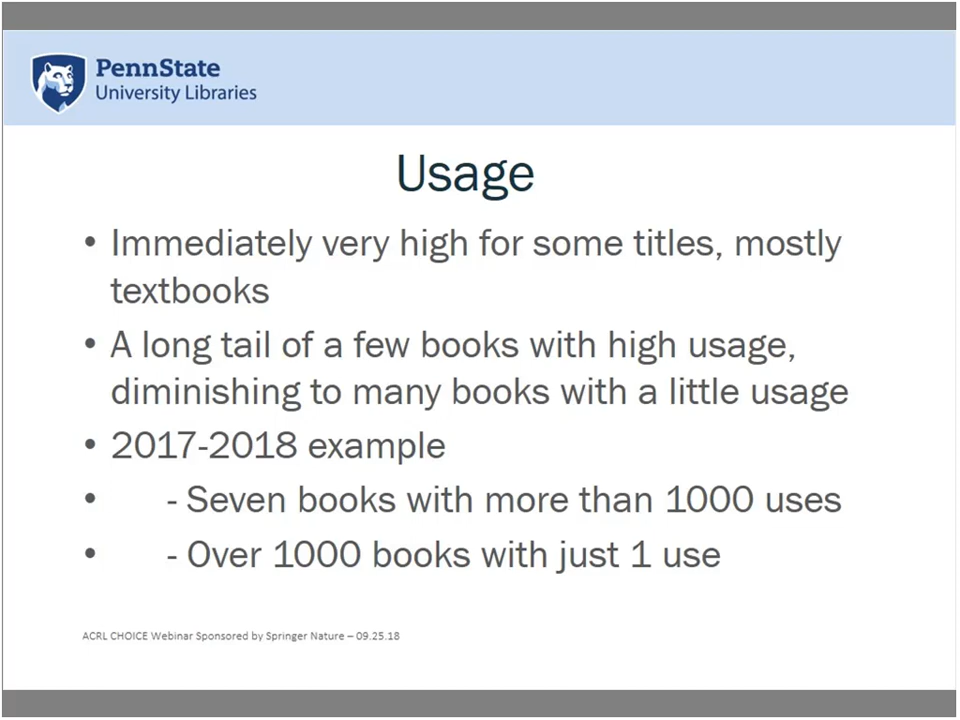 PennState
University Libraries
Usage
• Immediately very high for some titles, mostly
textbooks
• A long tail of a few books with high usage,
diminishing to many books with a little usage
• 2017-2018 example
• - Seven books with more than 1000 uses
• - Over 1000 books with just 1 use
ACRL CHOICE Webinar Sponsored by Springer Nature – 09.25.18